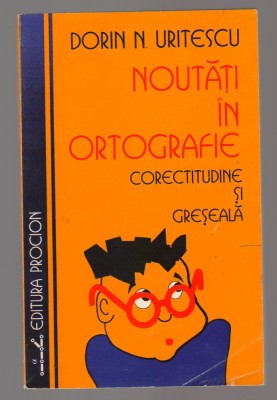 DORIN N. URITESCU
NOUTĂȚI
ÎN
ORTOGRAFIE
CORECTITUDINE
ȘI
GREȘEALĂ
EDITURA PROCION